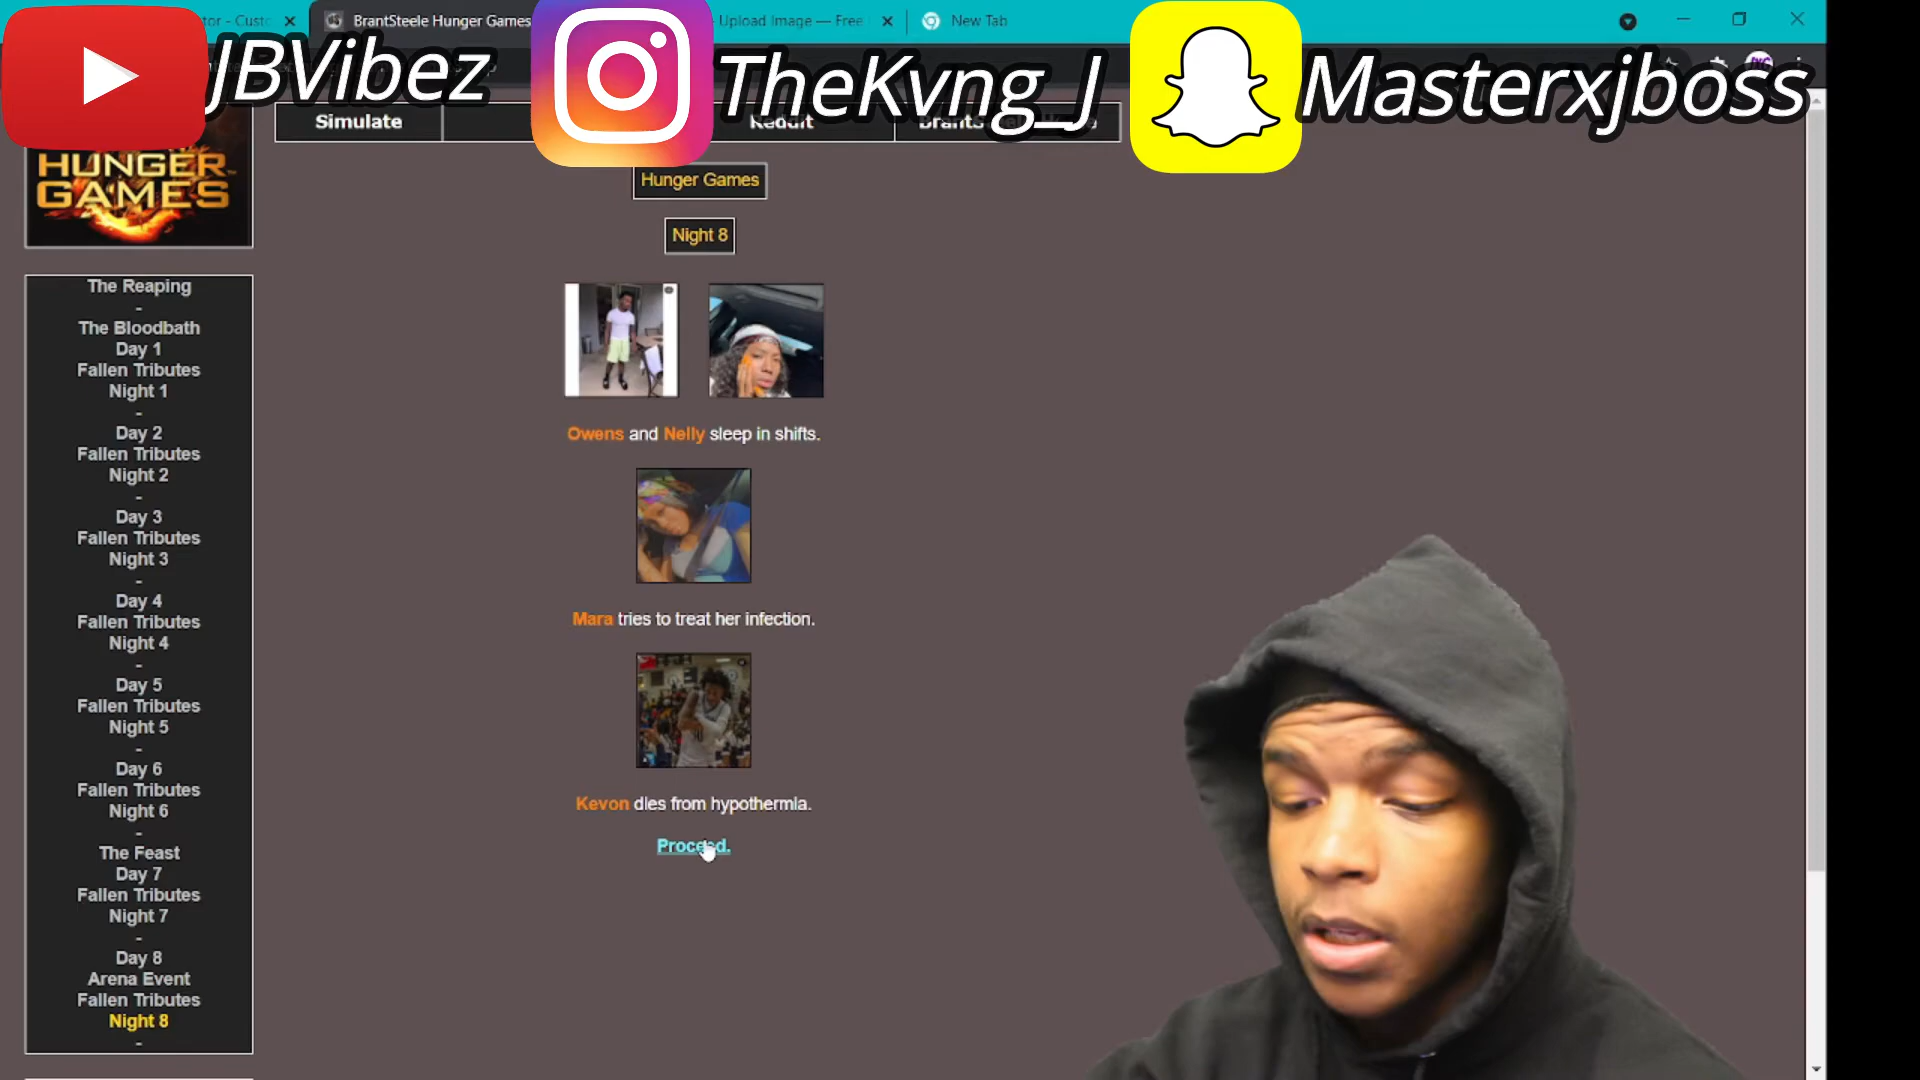 tor - Custo
BrantSteele Hunger Games
Upload Image — Free
New Tab
JBVibez
TheKvng_J
Masterxjboss
Simulate
Reddit
HUNGER
GAMES
Hunger Games
Night 8
The Reaping
-
The Bloodbath
Day 1
Fallen Tributes
Night 1
-
Day 2
Fallen Tributes
Night 2
-
Day 3
Fallen Tributes
Night 3
-
Day 4
Fallen Tributes
Night 4
-
Day 5
Fallen Tributes
Night 5
-
Day 6
Fallen Tributes
Night 6
-
The Feast
Day 7
Fallen Tributes
Night 7
-
Day 8
Arena Event
Fallen Tributes
Night 8
-
Owens and Nelly sleep in shifts.
Mara tries to treat her infection.
Kevon dies from hypothermia.
Proceed.